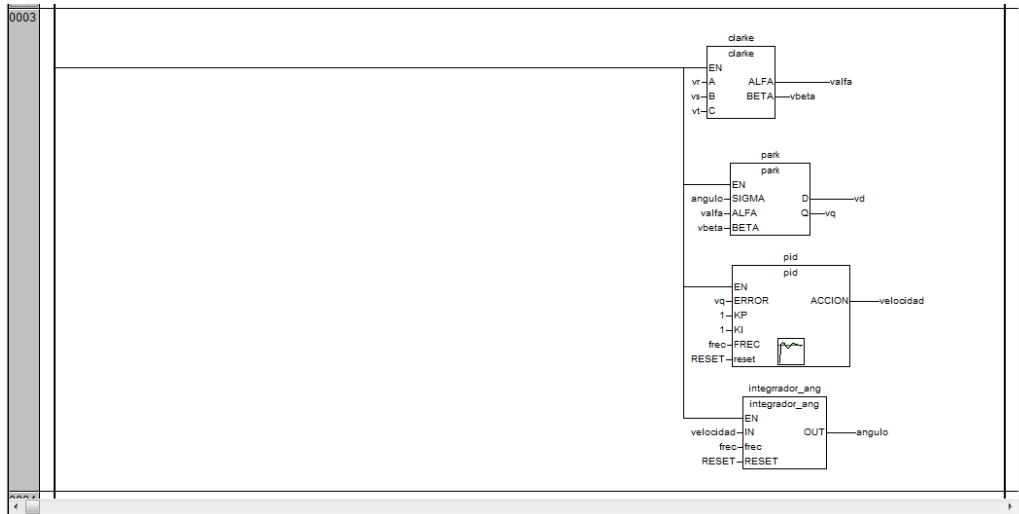 0003
clarke
clarke
EN
vr A ALFA valfa
vs B BETA vbeta
vt C
park
park
EN
angulo SIGMA D vd
valfa ALFA Q vq
vbeta BETA
pid
pid
EN
vq ERROR ACCION velocidad
1 KP
1 KI
frec FREC
RESET reset
integrrador_ang
integrador_ang
EN
velocidad IN OUT angulo
frec frec
RESET RESET